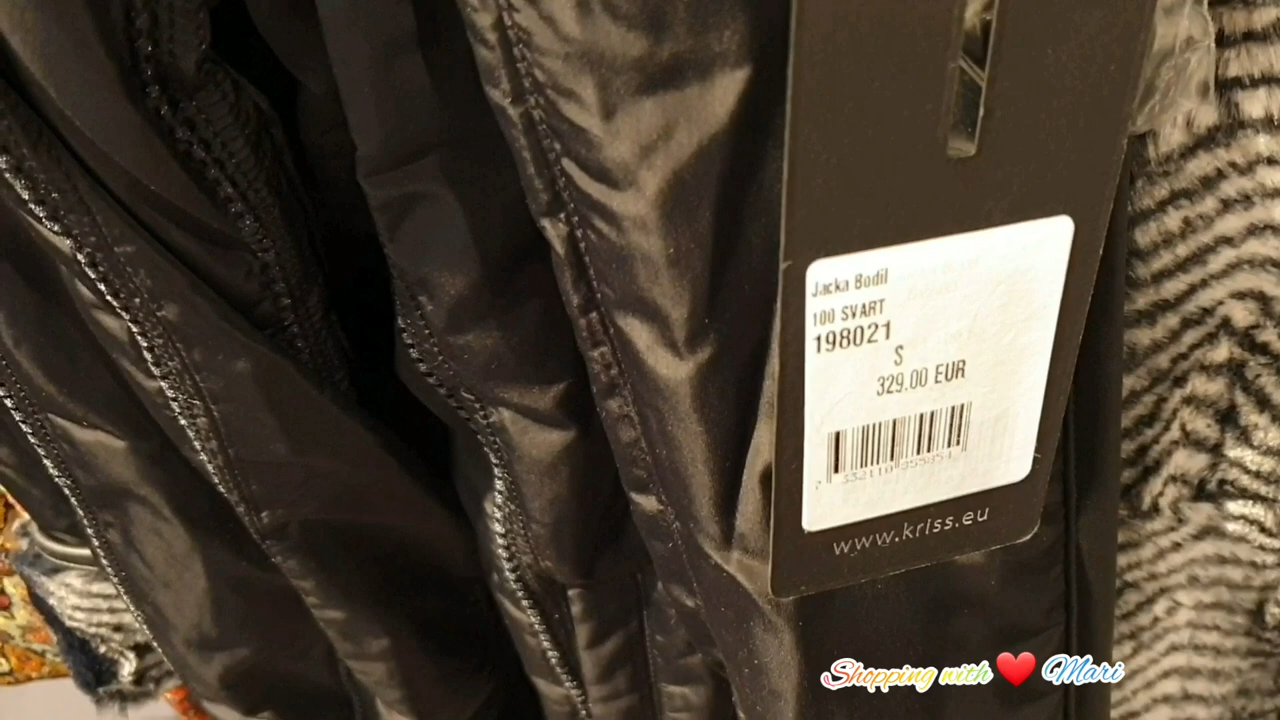 Jacka Bodil
100 SVART
198021
S
329.00 EUR
www.kriss.eu
Shopping with ❤️ Mari